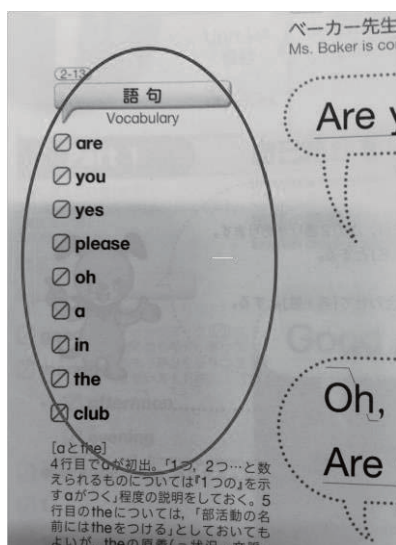 ベーカー先生
Ms. Baker is co
2-13
語句
Vocabulary
are
you
yes
please
oh
a
in
the
club
Are y
Oh,
Are
[aとthe]
4行目でaが初出。「1つ，2つ…と数
えられるものについては『1つの』を示
すaがつく」程度の説明をしておく。5
行目のtheについては，「部活動の名
前にはtheをつける」としておいても
よいが，theの原義